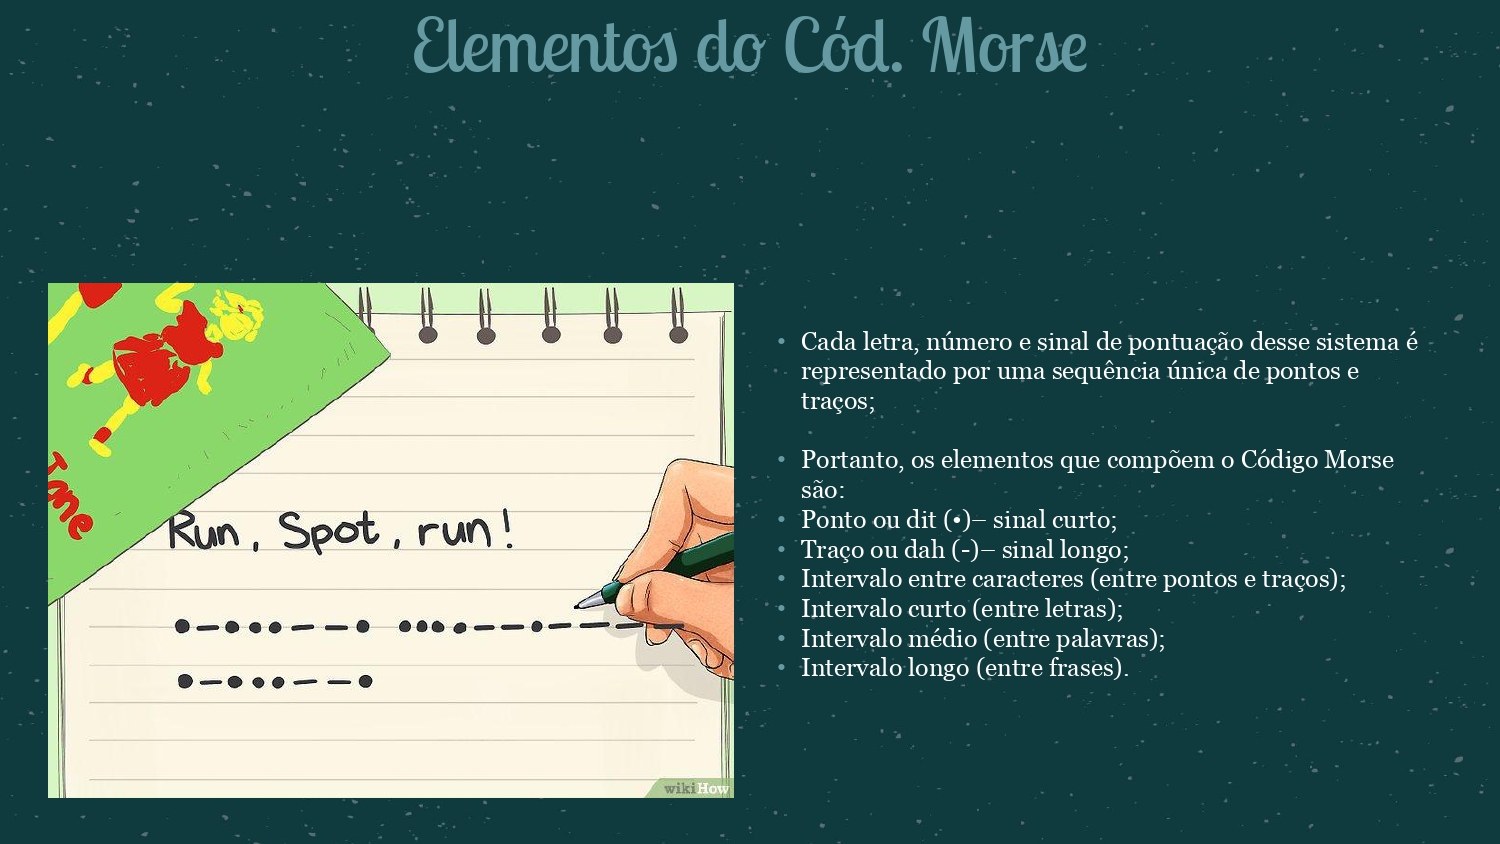 Elementos do Cód. Morse
Time
Run, Spot, run!
wikiHow
• Cada letra, número e sinal de pontuação desse sistema é
representado por uma sequência única de pontos e
traços;
• Portanto, os elementos que compõem o Código Morse
são:
• Ponto ou dit (•)– sinal curto;
• Traço ou dah (-)– sinal longo;
• Intervalo entre caracteres (entre pontos e traços);
• Intervalo curto (entre letras);
• Intervalo médio (entre palavras);
• Intervalo longo (entre frases).